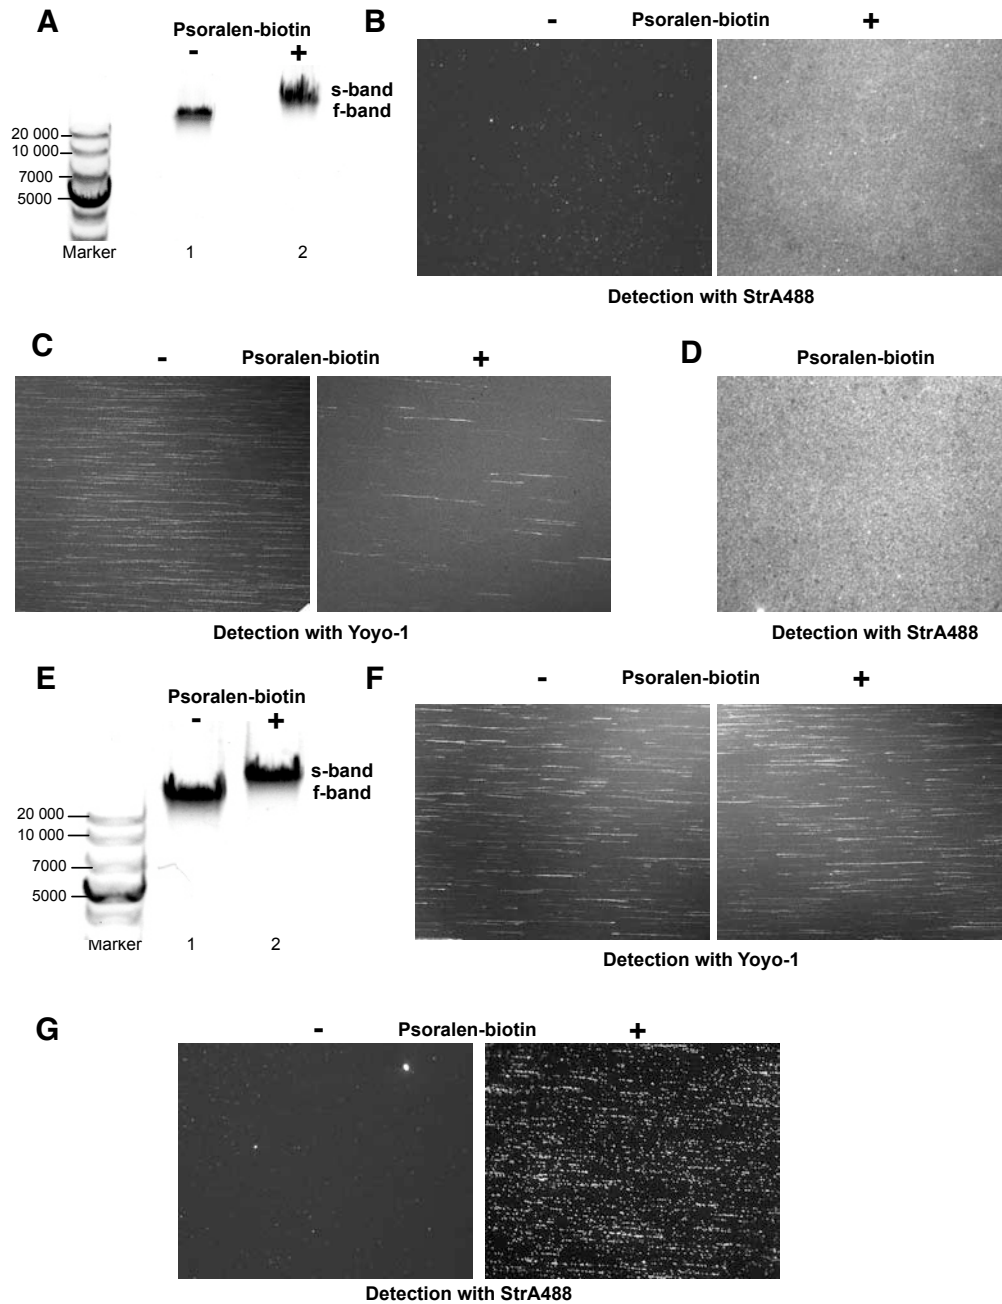 A
Psoralen-biotin
- +
s-band
f-band
20 000
10 000
7000
5000
Marker 1 2
B
- Psoralen-biotin +
Detection with StrA488
C
- Psoralen-biotin +
Detection with Yoyo-1
D
Psoralen-biotin
Detection with StrA488
E
Psoralen-biotin
- +
s-band
f-band
20 000
10 000
7000
5000
Marker 1 2
F
- Psoralen-biotin +
Detection with Yoyo-1
G
- Psoralen-biotin +
Detection with StrA488